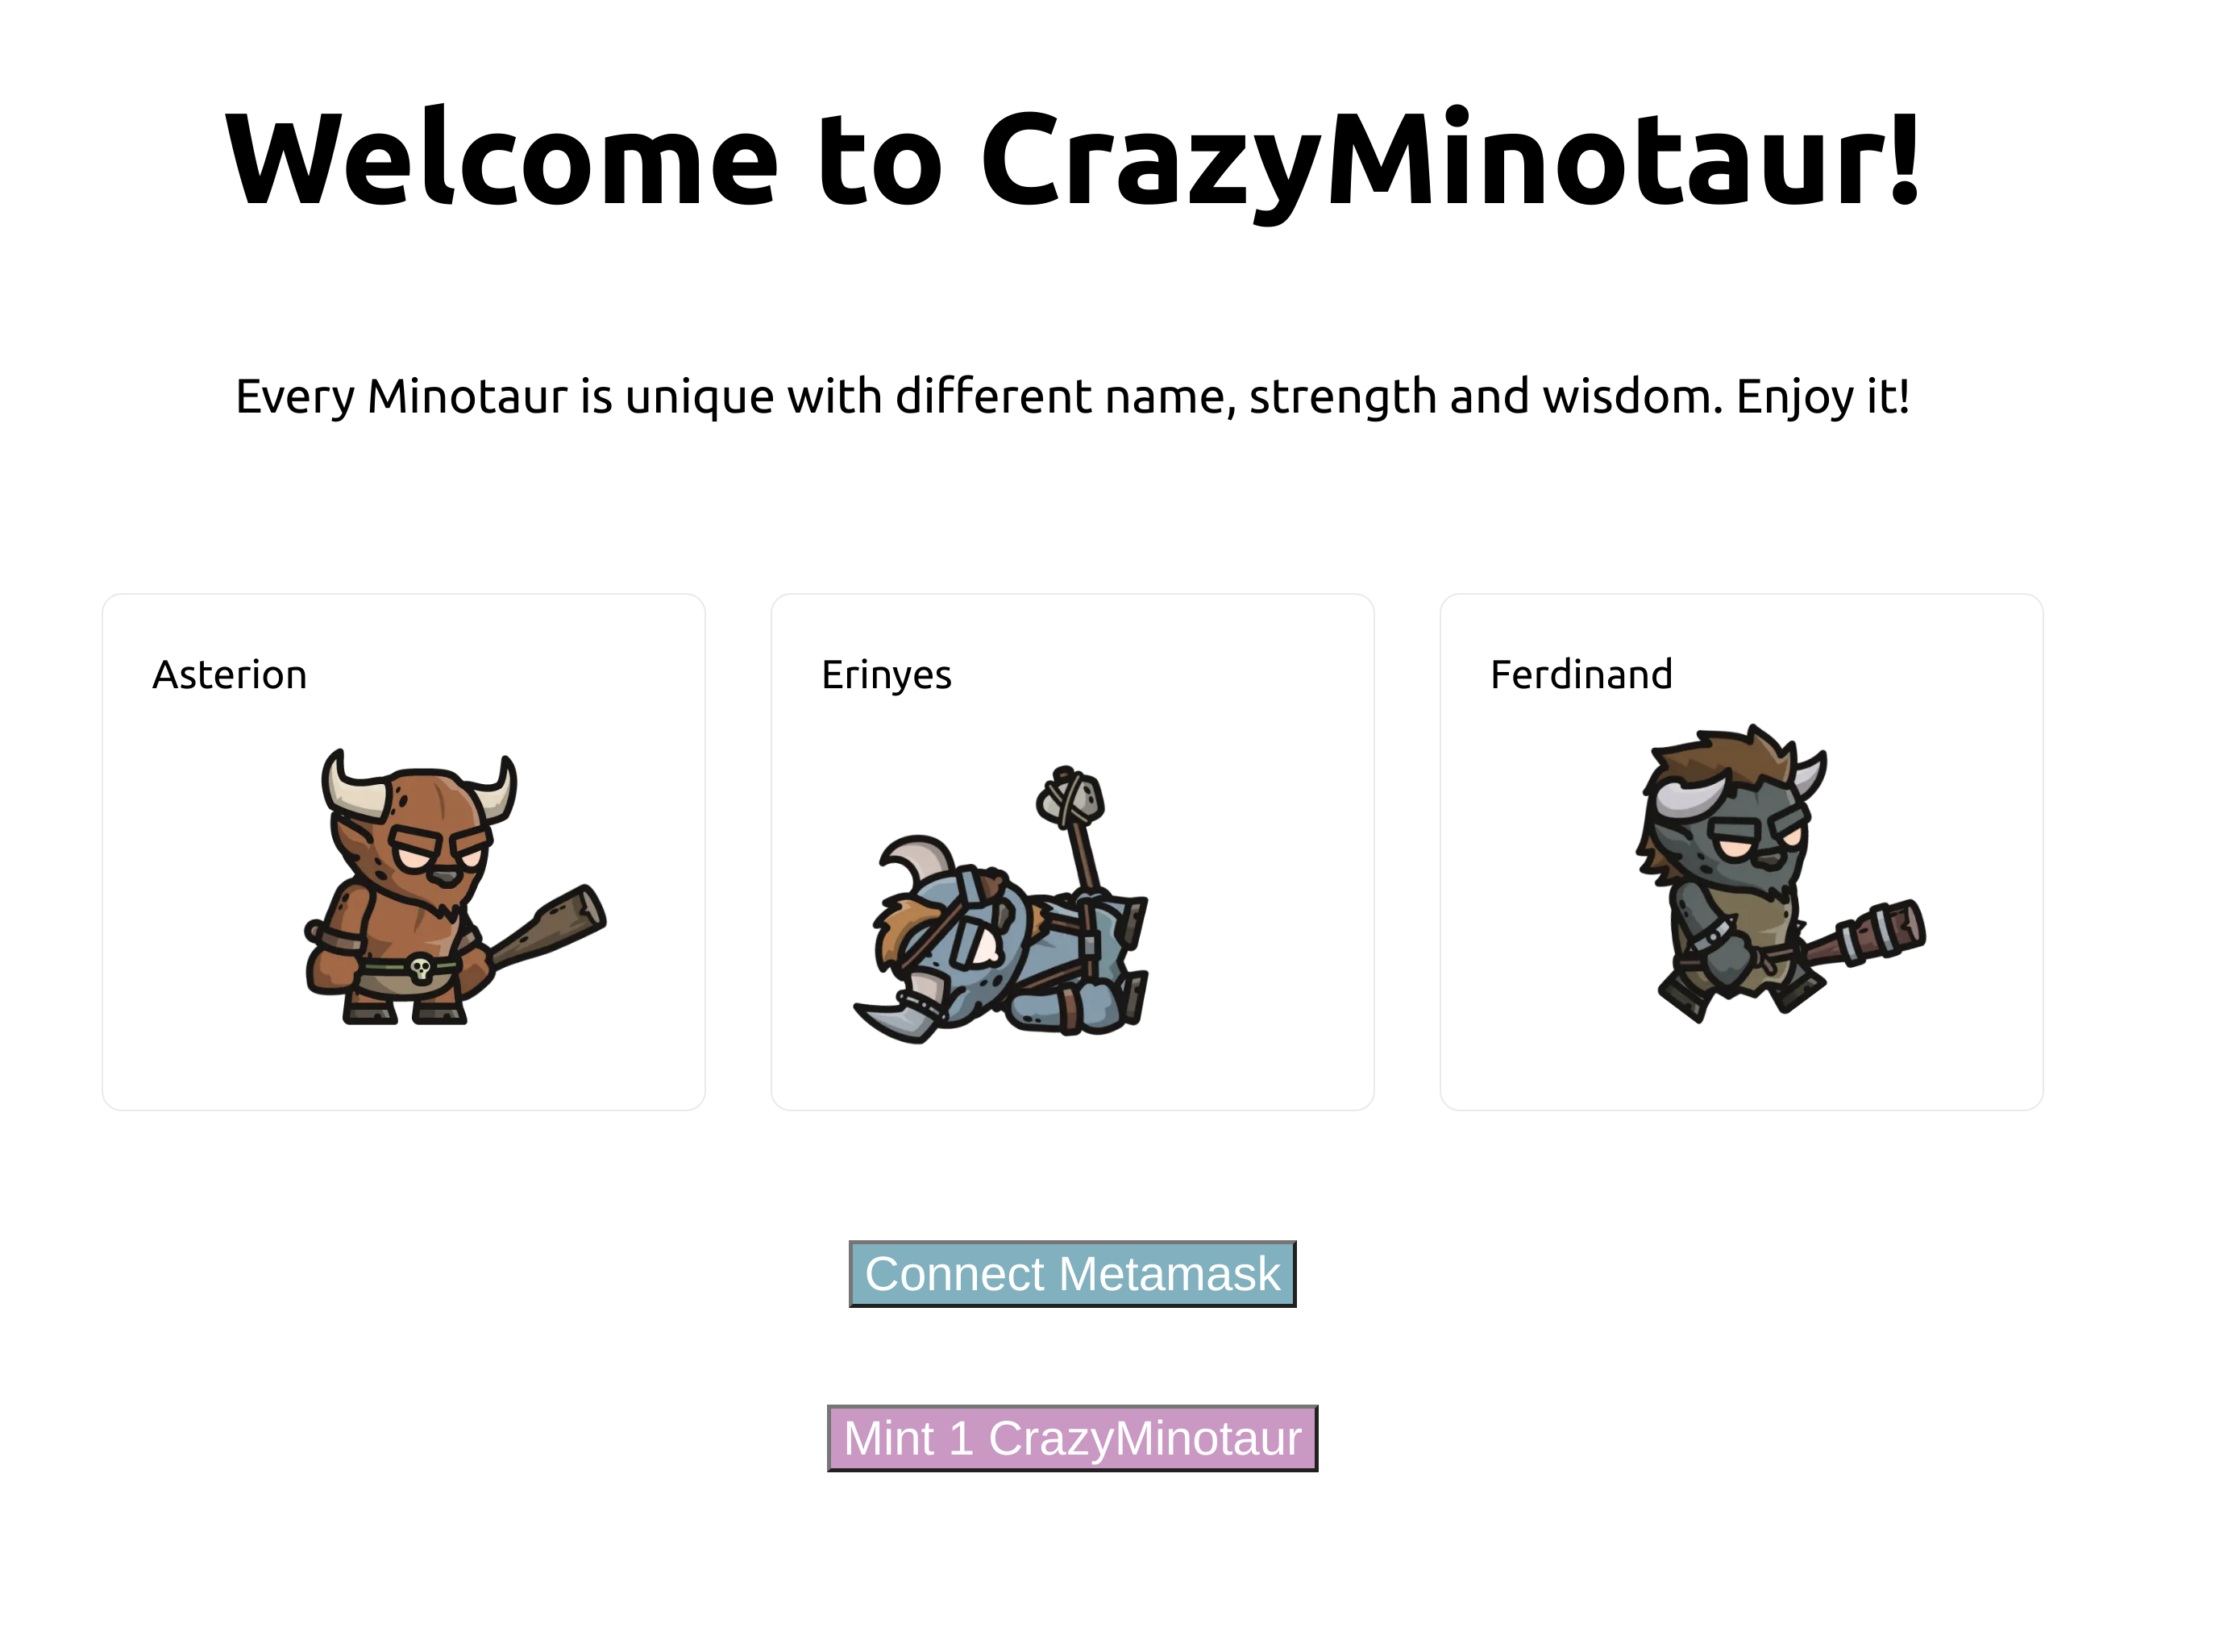 Welcome to CrazyMinotaur!
Every Minotaur is unique with different name, strength and wisdom. Enjoy it!
Asterion
Erinyes
Ferdinand
Connect Metamask
Mint 1 CrazyMinotaur